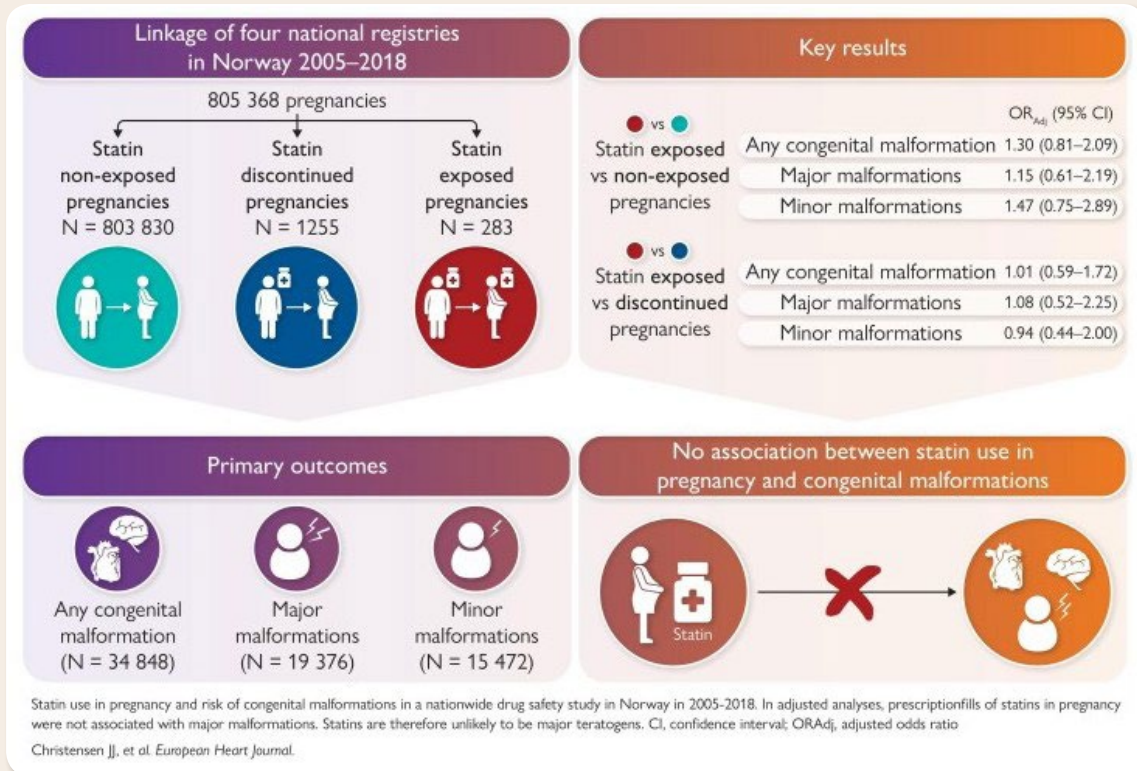 Linkage of four national registries
in Norway 2005–2018
805 368 pregnancies
Statin
non-exposed
pregnancies
N = 803 830
Statin
discontinued
pregnancies
N = 1255
Statin
exposed
pregnancies
N = 283
Key results
ORAdj (95% CI)
vs
Statin exposed
vs non-exposed
pregnancies
Any congenital malformation 1.30 (0.81–2.09)
Major malformations 1.15 (0.61–2.19)
Minor malformations 1.47 (0.75–2.89)
vs
Statin exposed
vs discontinued
pregnancies
Any congenital malformation 1.01 (0.59–1.72)
Major malformations 1.08 (0.52–2.25)
Minor malformations 0.94 (0.44–2.00)
Primary outcomes
Any congenital
malformation
(N = 34 848)
Major
malformations
(N = 19 376)
Minor
malformations
(N = 15 472)
No association between statin use in
pregnancy and congenital malformations
Statin
Statin use in pregnancy and risk of congenital malformations in a nationwide drug safety study in Norway in 2005-2018. In adjusted analyses, prescriptionfills of statins in pregnancy
were not associated with major malformations. Statins are therefore unlikely to be major teratogens. CI, confidence interval; ORAdj, adjusted odds ratio
Christensen JJ, et al. European Heart Journal.